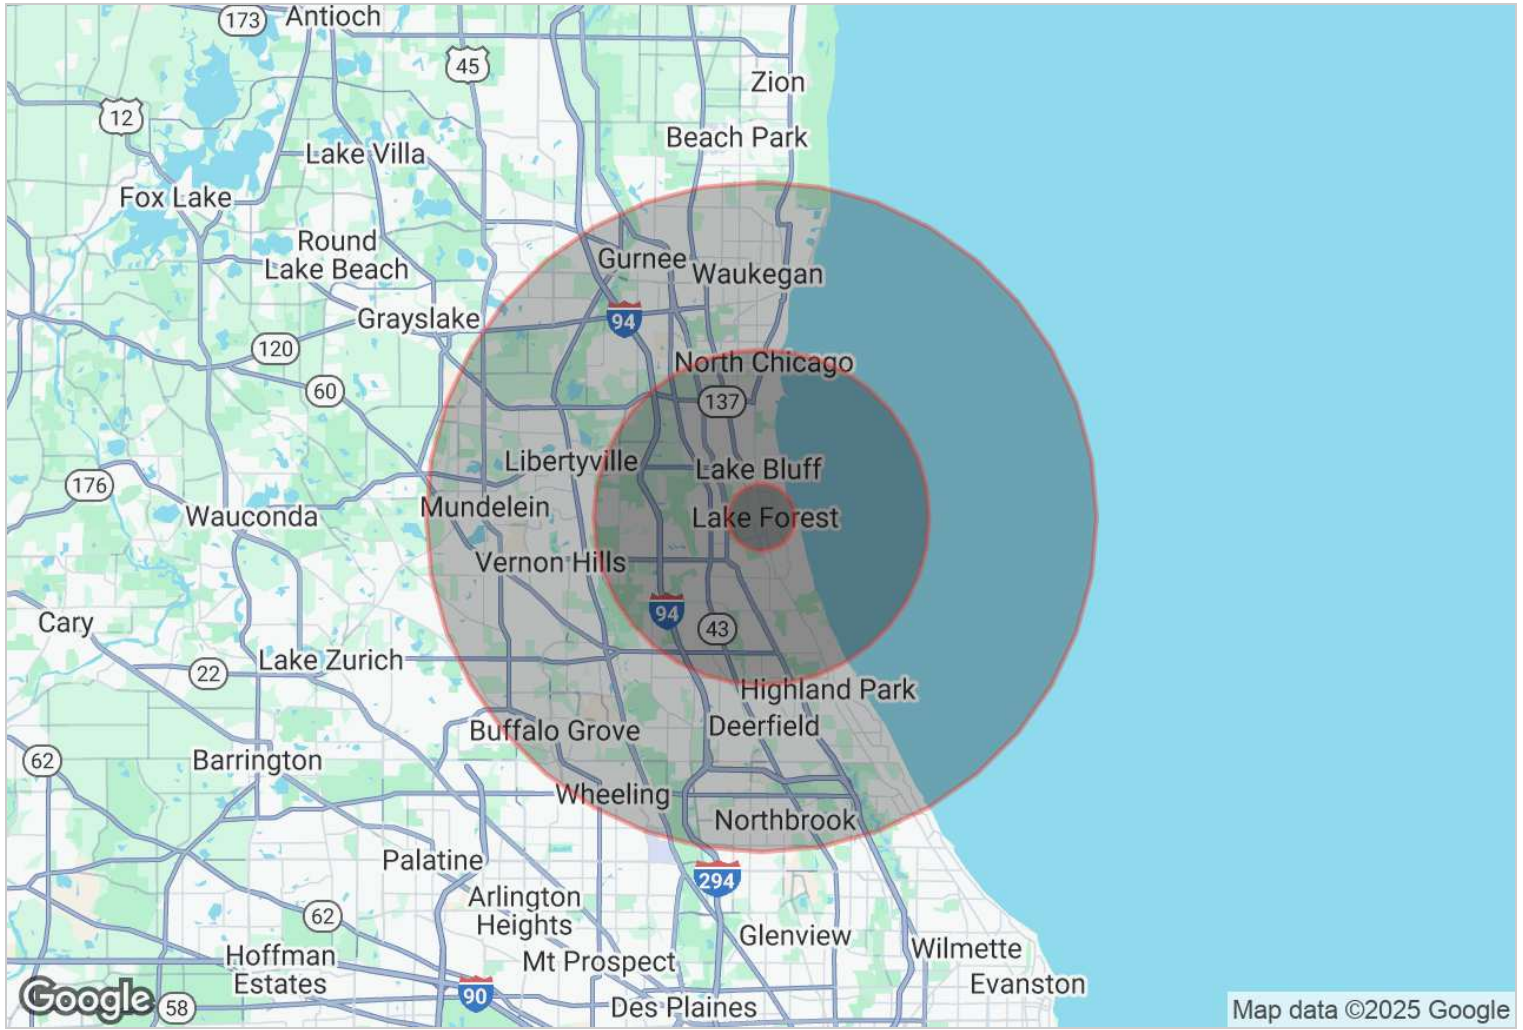 173
Antioch
45
Zion
12
Beach Park
Lake Villa
Fox Lake
Round
Lake Beach
Gurnee
Waukegan
Grayslake
94
120
North Chicago
60
137
Libertyville
Lake Bluff
176
Mundelein
Wauconda
Lake Forest
Vernon Hills
94
Cary
43
Lake Zurich
22
Highland Park
Buffalo Grove
Deerfield
62
Barrington
Wheeling
Northbrook
Palatine
294
Arlington
Heights
62
Glenview
Wilmette
Hoffman
Estates
Mt Prospect
Evanston
Google
58
90
Des Plaines
Map data ©2025 Google